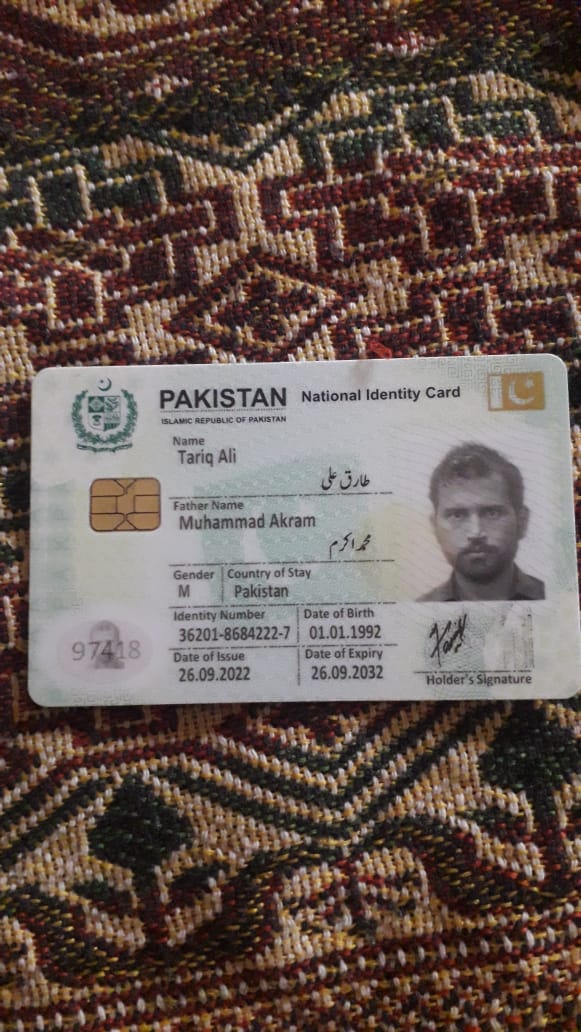 PAKISTAN National Identity Card
ISLAMIC REPUBLIC OF PAKISTAN
Name
Tariq Ali
طارق علی
Father Name
Muhammad Akram
محمد اکرم
Gender Country of Stay
M Pakistan
Identity Number Date of Birth
36201-8684222-7 01.01.1992
Date of Issue Date of Expiry
26.09.2022 26.09.2032
97418
Holder's Signature